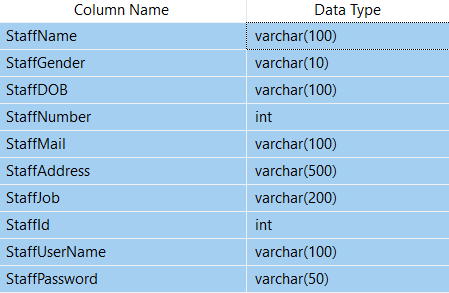 Column Name Data Type
StaffName varchar(100)
StaffGender varchar(10)
StaffDOB varchar(100)
StaffNumber int
StaffMail varchar(100)
StaffAddress varchar(500)
StaffJob varchar(200)
StaffId int
StaffUserName varchar(100)
StaffPassword varchar(50)